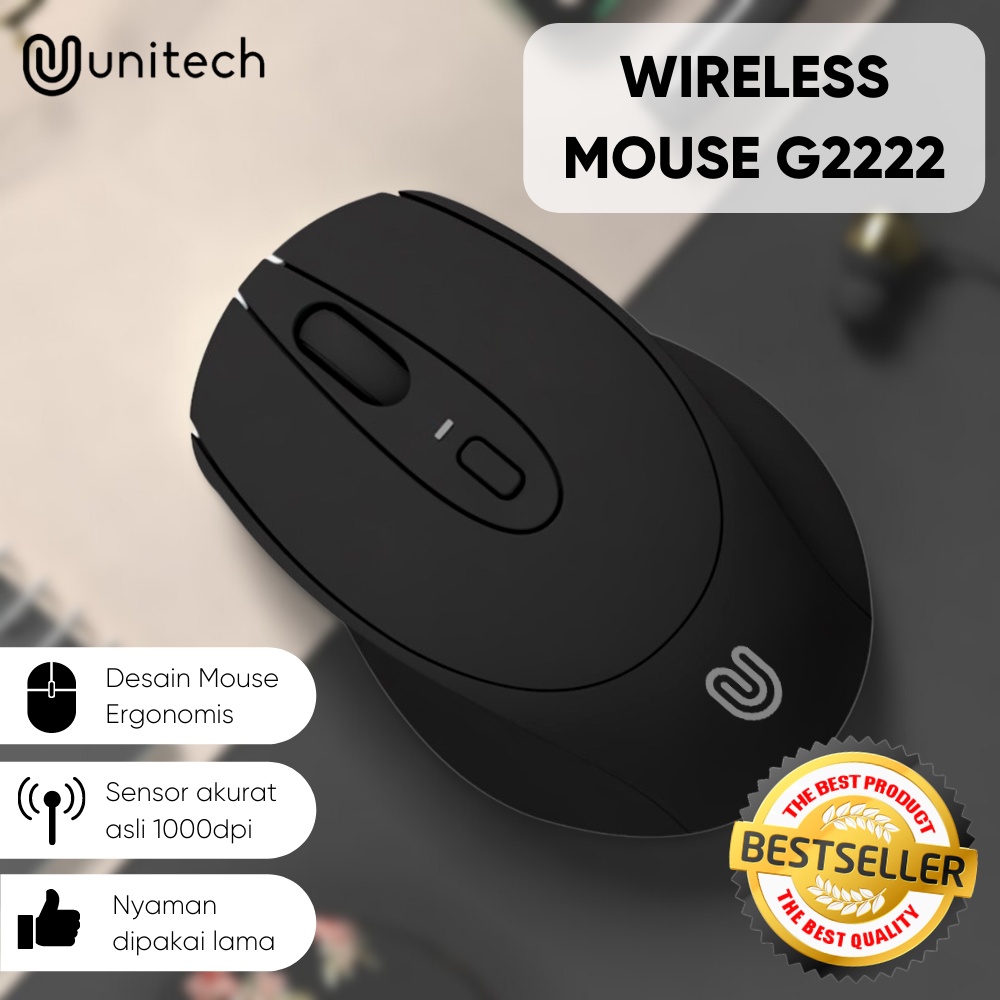 unitech
WIRELESS
MOUSE G2222
Desain Mouse
Ergonomis
Sensor akurat
asli 1000dpi
Nyaman
dipakai lama
THE BEST PRODUCT
BESTSELLER
THE BEST QUALITY